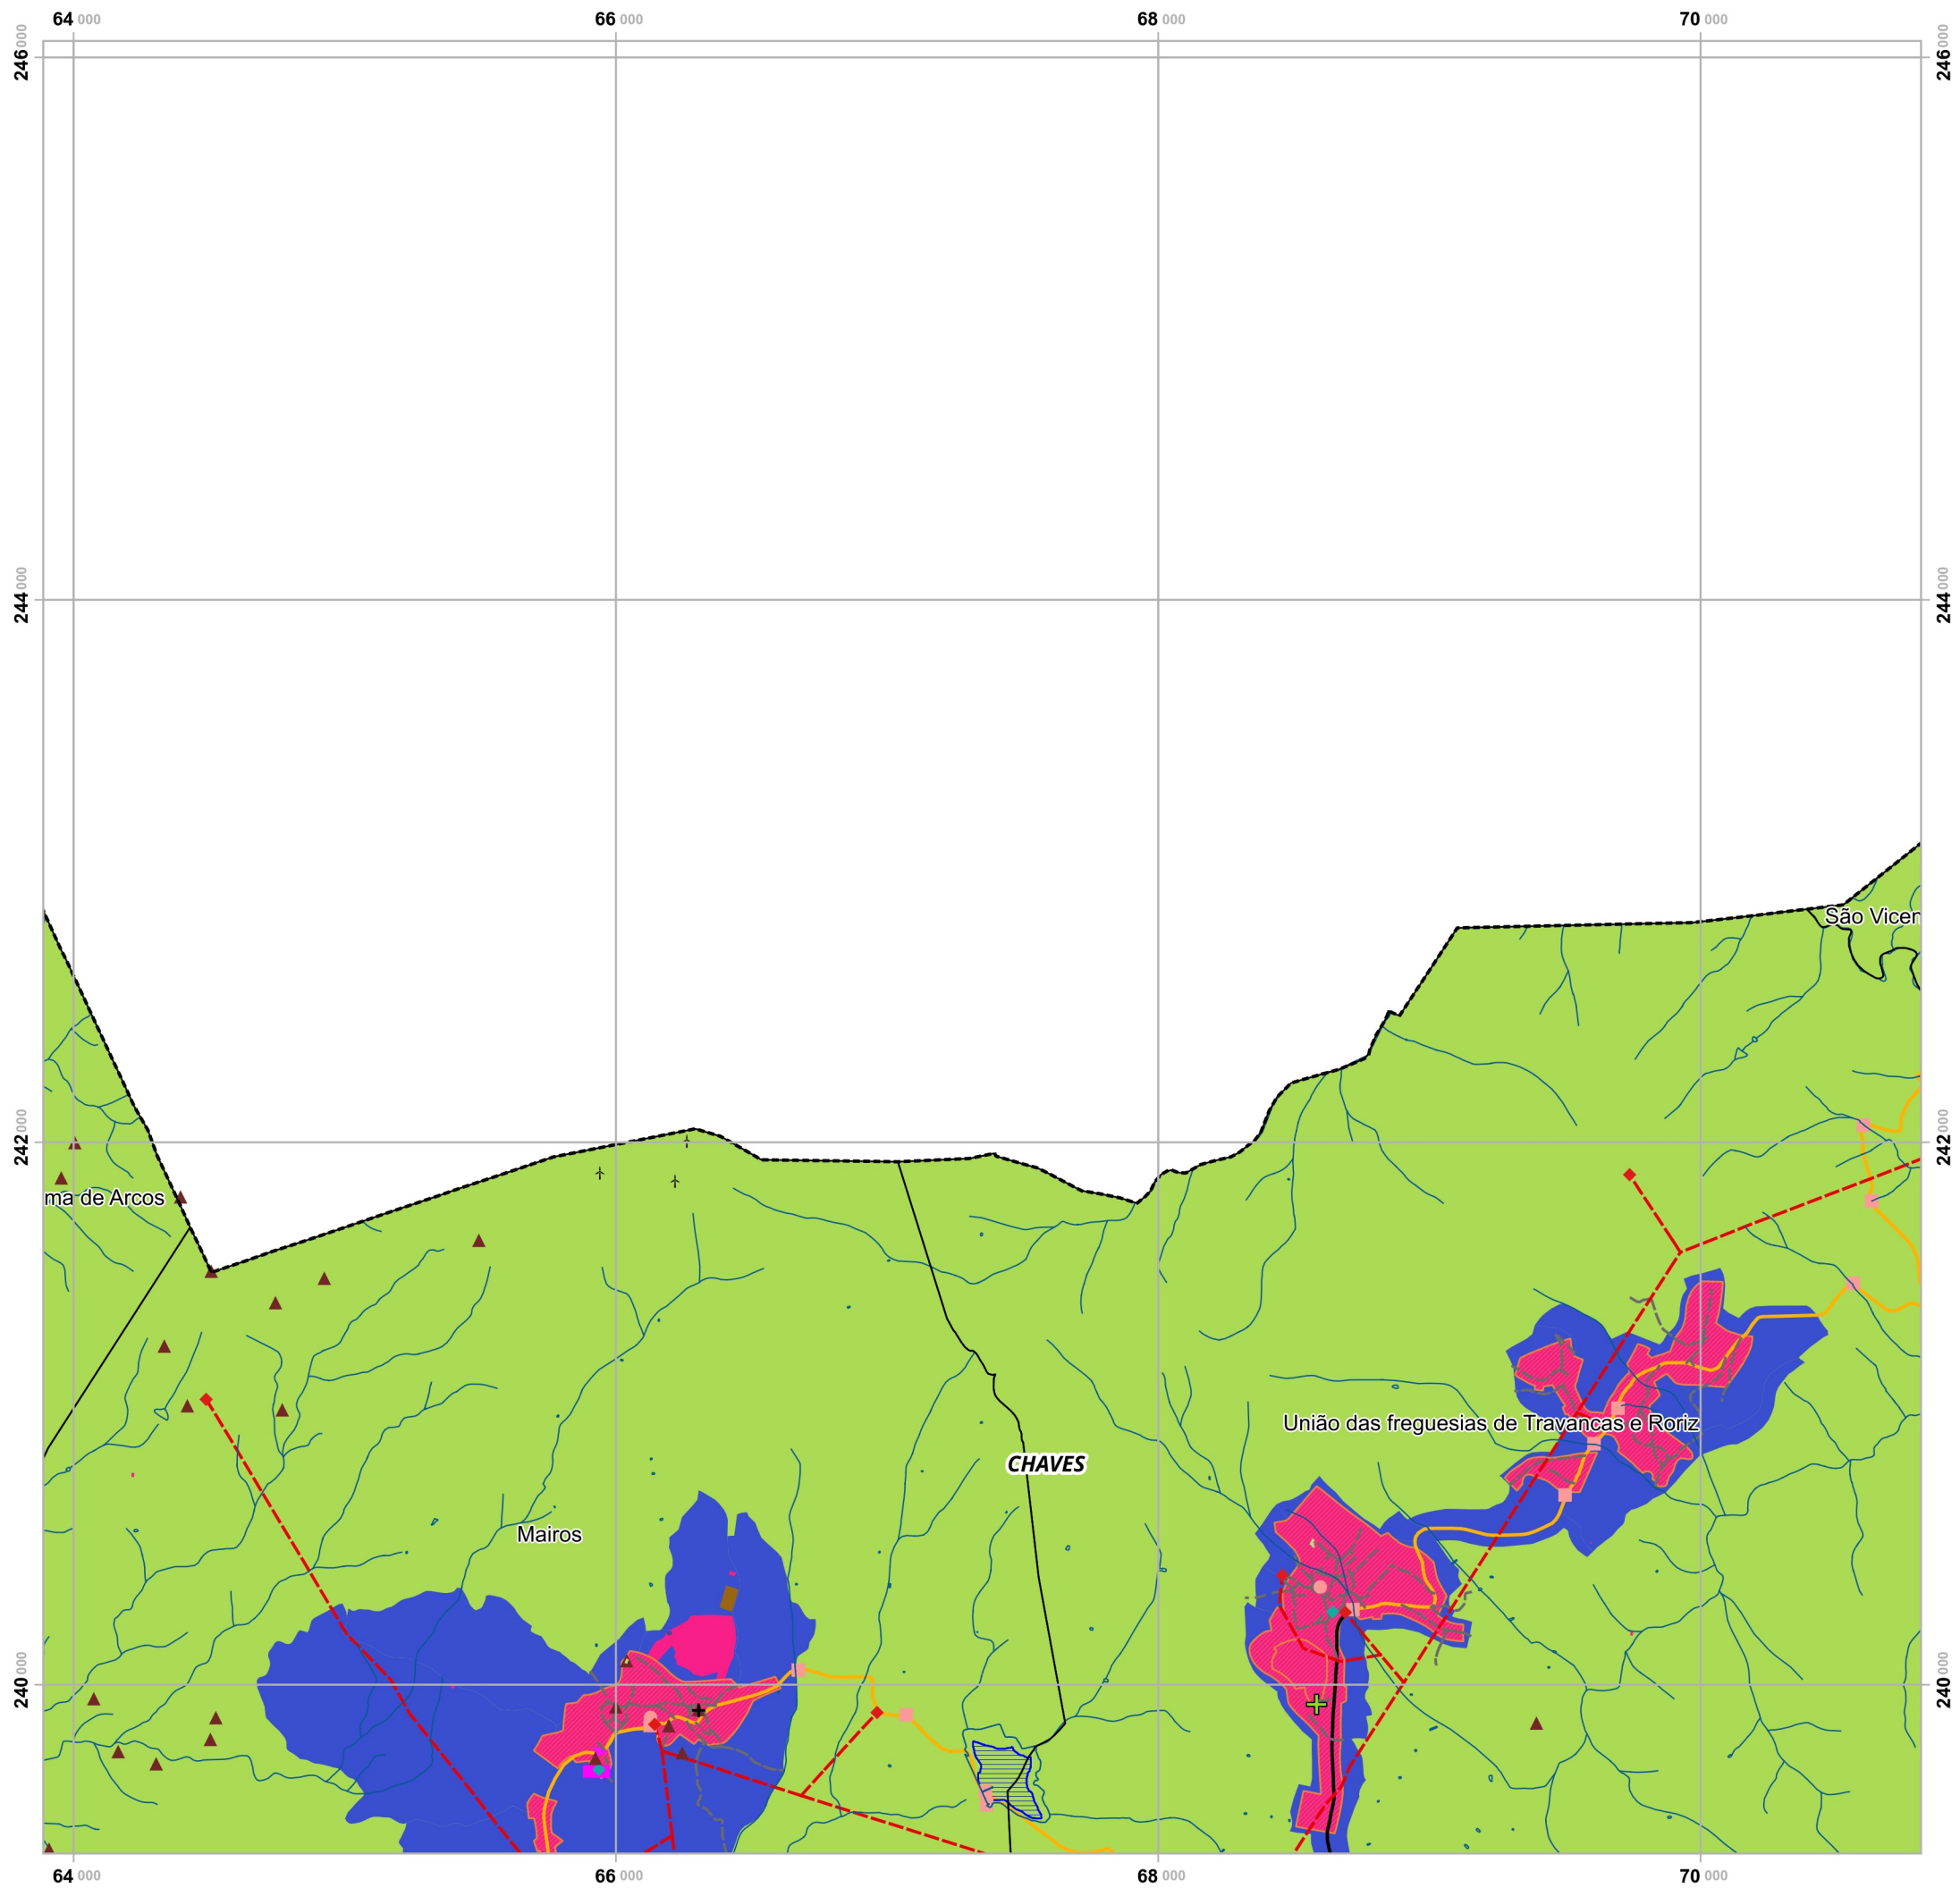 64 000 66 000 68 000 70 000
246 000 246 000
244 000 244 000
São Vicen
242 000 242 000
ma de Arcos
União das freguesias de Travancas e Roriz
CHAVES
Mairos
240 000 240 000
64 000 66 000 68 000 70 000